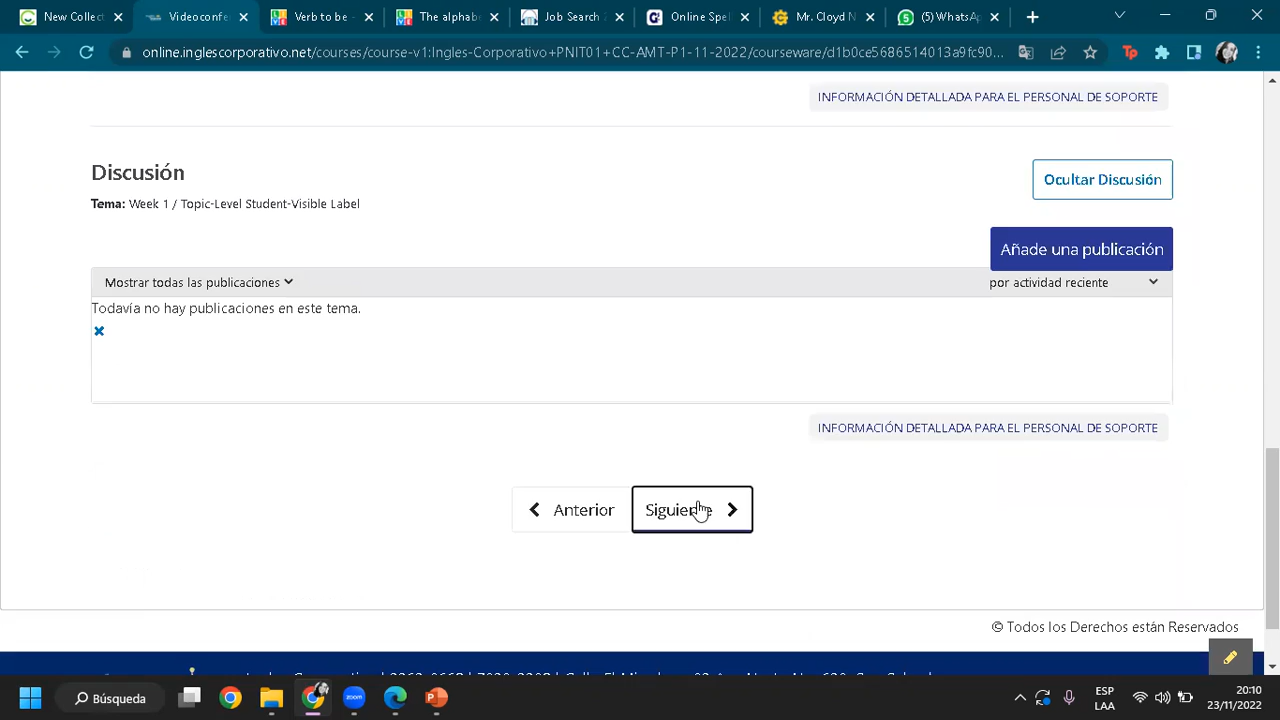 New Collect
Videoconfe
Verb to be -
The alphabe
Job Search
Online Spel
Mr. Cloyd N
(5) WhatsA
online.inglescorporativo.net/courses/course-v1:Ingles-Corporativo+PNIT01+CC-AMT-P1-11-2022/courseware/d1b0ce5686514013a9fc90...
INFORMACIÓN DETALLADA PARA EL PERSONAL DE SOPORTE
Discusión
Ocultar Discusión
Tema: Week 1 / Topic-Level Student-Visible Label
Añade una publicación
Mostrar todas las publicaciones
por actividad reciente
Todavía no hay publicaciones en este tema.
INFORMACIÓN DETALLADA PARA EL PERSONAL DE SOPORTE
Anterior
Siguiente
© Todos los Derechos están Reservados
Búsqueda
zoom
ESP
LAA
20:10
23/11/2022